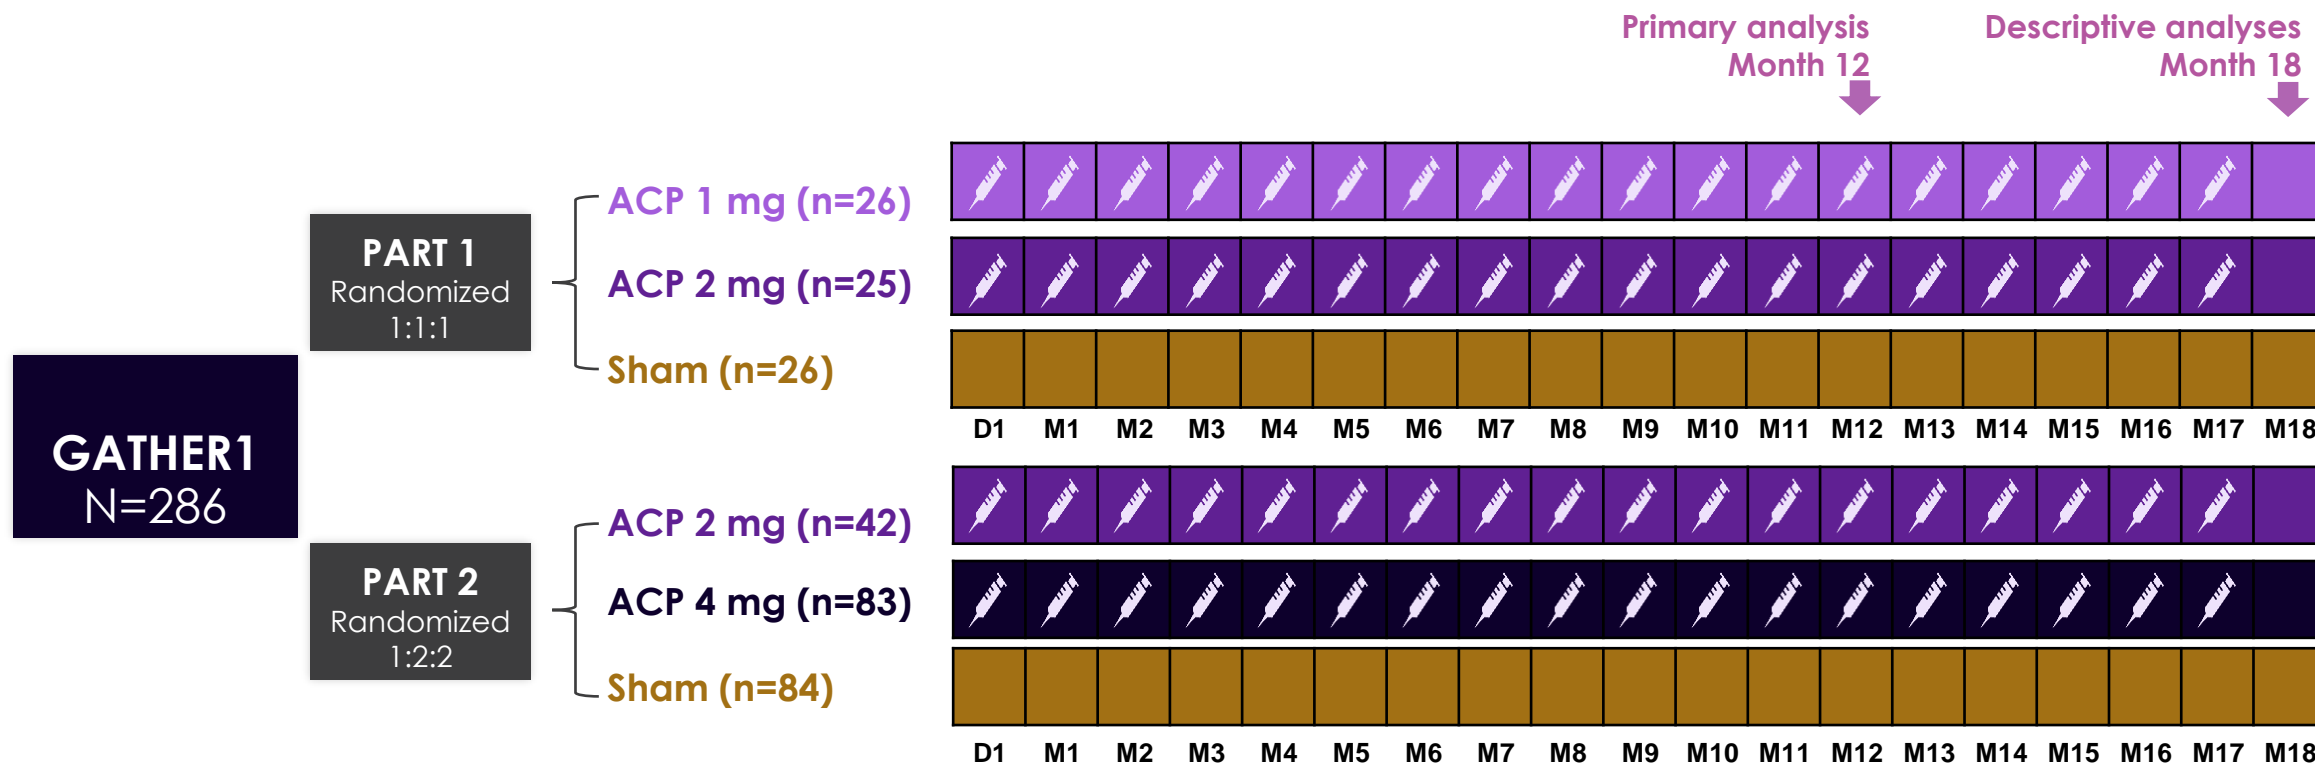 Primary analysis
Month 12
Descriptive analyses
Month 18
GATHER1
N=286
PART 1
Randomized
1:1:1
ACP 1 mg (n=26)
ACP 2 mg (n=25)
Sham (n=26)
D1 M1 M2 M3 M4 M5 M6 M7 M8 M9 M10 M11 M12 M13 M14 M15 M16 M17 M18
PART 2
Randomized
1:2:2
ACP 2 mg (n=42)
ACP 4 mg (n=83)
Sham (n=84)
D1 M1 M2 M3 M4 M5 M6 M7 M8 M9 M10 M11 M12 M13 M14 M15 M16 M17 M18